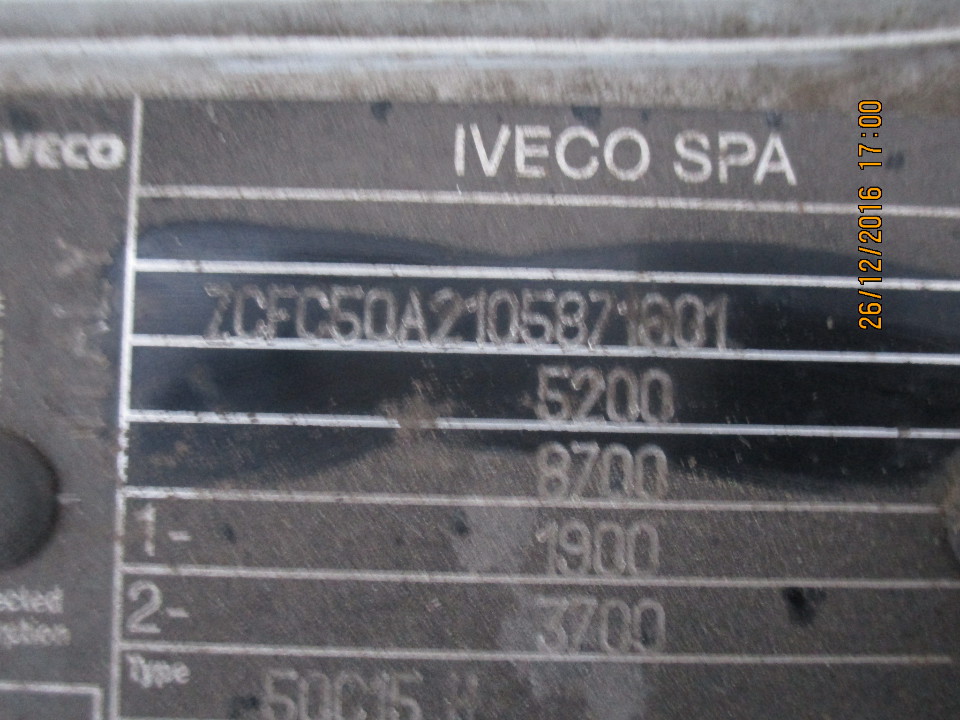 IVECO
IVECO SPA
26/12/2016 17:00
ZCFC50A2105871601
5200
8700
1- 1900
2- 3700
Type
50C15